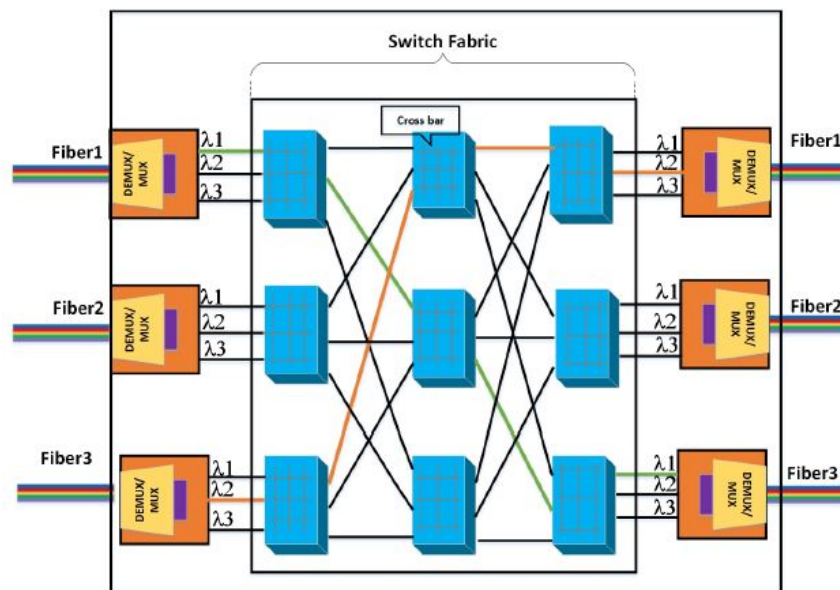 Switch Fabric
Cross bar
Fiber1
DEMUX/
MUX
λ1
λ2
λ3
λ1
λ2
λ3
DEMUX/
MUX
Fiber1
Fiber2
DEMUX/
MUX
λ1
λ2
λ3
λ1
λ2
λ3
DEMUX/
MUX
Fiber2
Fiber3
DEMUX/
MUX
λ1
λ2
λ3
λ1
λ2
λ3
DEMUX/
MUX
Fiber3